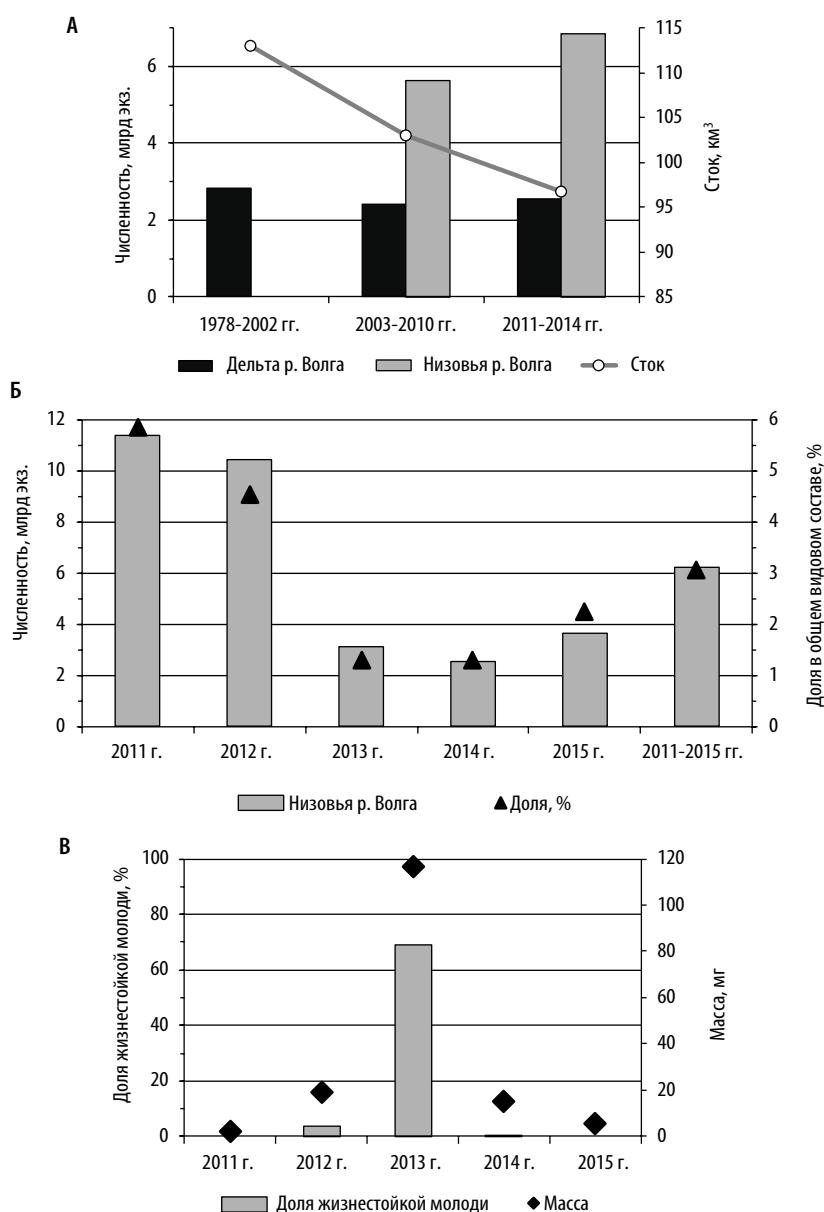 А
Численность, млрд экз.
6
4
2
0
115
110
105
100
95
90
85
Сток, км³
1978-2002 гг.
2003-2010 гг.
2011-2014 гг.
Дельта р. Волга
Низовья р. Волга
Сток
Б
Численность, млрд экз.
12
10
8
6
4
2
0
6
5
4
3
2
1
0
Доля в общем видовом составе, %
2011 г.
2012 г.
2013 г.
2014 г.
2015 г.
2011-2015 гг.
Низовья р. Волга
Доля, %
В
Доля жизнестойкой молоди, %
100
80
60
40
20
0
120
100
80
60
40
20
0
Масса, мг
2011 г.
2012 г.
2013 г.
2014 г.
2015 г.
Доля жизнестойкой молоди
Масса